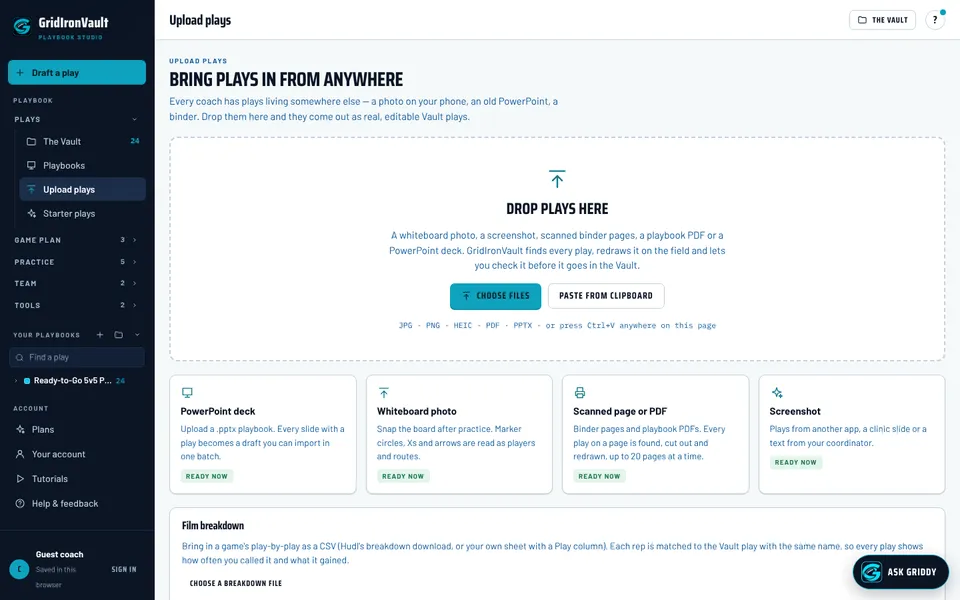 GridIronVault
PLAYBOOK STUDIO
Draft a play
PLAYBOOK
PLAYS
The Vault 24
Playbooks
Upload plays
Starter plays
GAME PLAN 3
PRACTICE 5
TEAM 2
TOOLS 2
YOUR PLAYBOOKS
Find a play
Ready-to-Go 5v5 P... 24
ACCOUNT
Plans
Your account
Tutorials
Help & feedback
Guest coach
Saved in this
browser
SIGN IN
Upload plays
THE VAULT
?
UPLOAD PLAYS
BRING PLAYS IN FROM ANYWHERE
Every coach has plays living somewhere else — a photo on your phone, an old PowerPoint, a
binder. Drop them here and they come out as real, editable Vault plays.
DROP PLAYS HERE
A whiteboard photo, a screenshot, scanned binder pages, a playbook PDF or a
PowerPoint deck. GridIronVault finds every play, redraws it on the field and lets
you check it before it goes in the Vault.
CHOOSE FILES
PASTE FROM CLIPBOARD
JPG · PNG · HEIC · PDF · PPTX · or press Ctrl+V anywhere on this page
PowerPoint deck
Upload a .pptx playbook. Every slide with a
play becomes a draft you can import in
one batch.
READY NOW
Whiteboard photo
Snap the board after practice. Marker
circles, Xs and arrows are read as players
and routes.
READY NOW
Scanned page or PDF
Binder pages and playbook PDFs. Every
play on a page is found, cut out and
redrawn, up to 20 pages at a time.
READY NOW
Screenshot
Plays from another app, a clinic slide or a
text from your coordinator.
READY NOW
Film breakdown
Bring in a game's play-by-play as a CSV (Hudl's breakdown download, or your own sheet with a Play column). Each rep is matched to the Vault play with the same name, so every play shows
how often you called it and what it gained.
CHOOSE A BREAKDOWN FILE
ASK GRIDDY